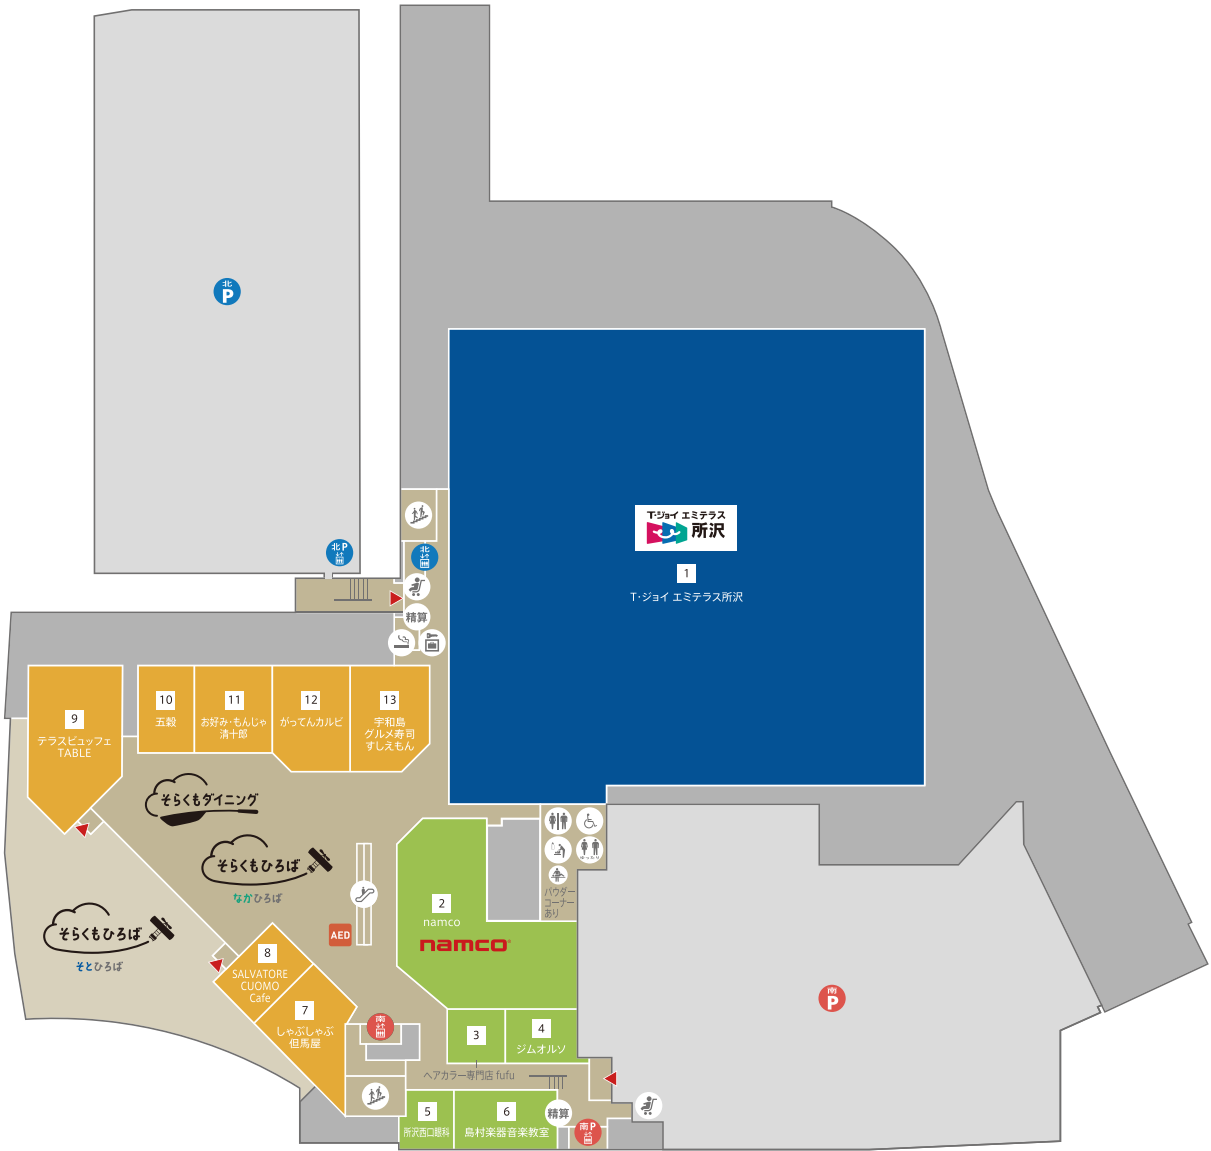 北
P
T・ジョイ エミテラス
所沢
1
T・ジョイ エミテラス所沢
北P
北
精算
9
テラスビュッフェ
TABLE
10
五穀
11
お好み・もんじゃ
清十郎
12
がってんカルビ
13
宇和島
グルメ寿司
すしえもん
そらくもダイニング
そらくもひろば
なかひろば
そらくもひろば
そとひろば
AED
2
namco
namco
パウダー
コーナー
あり
8
SALVATORE
CUOMO
Cafe
7
しゃぶしゃぶ
但馬屋
南
3
4
ジムオルソ
ヘアカラー専門店 fufu
5
所沢西口眼科
6
島村楽器音楽教室
精算
南P
南
P